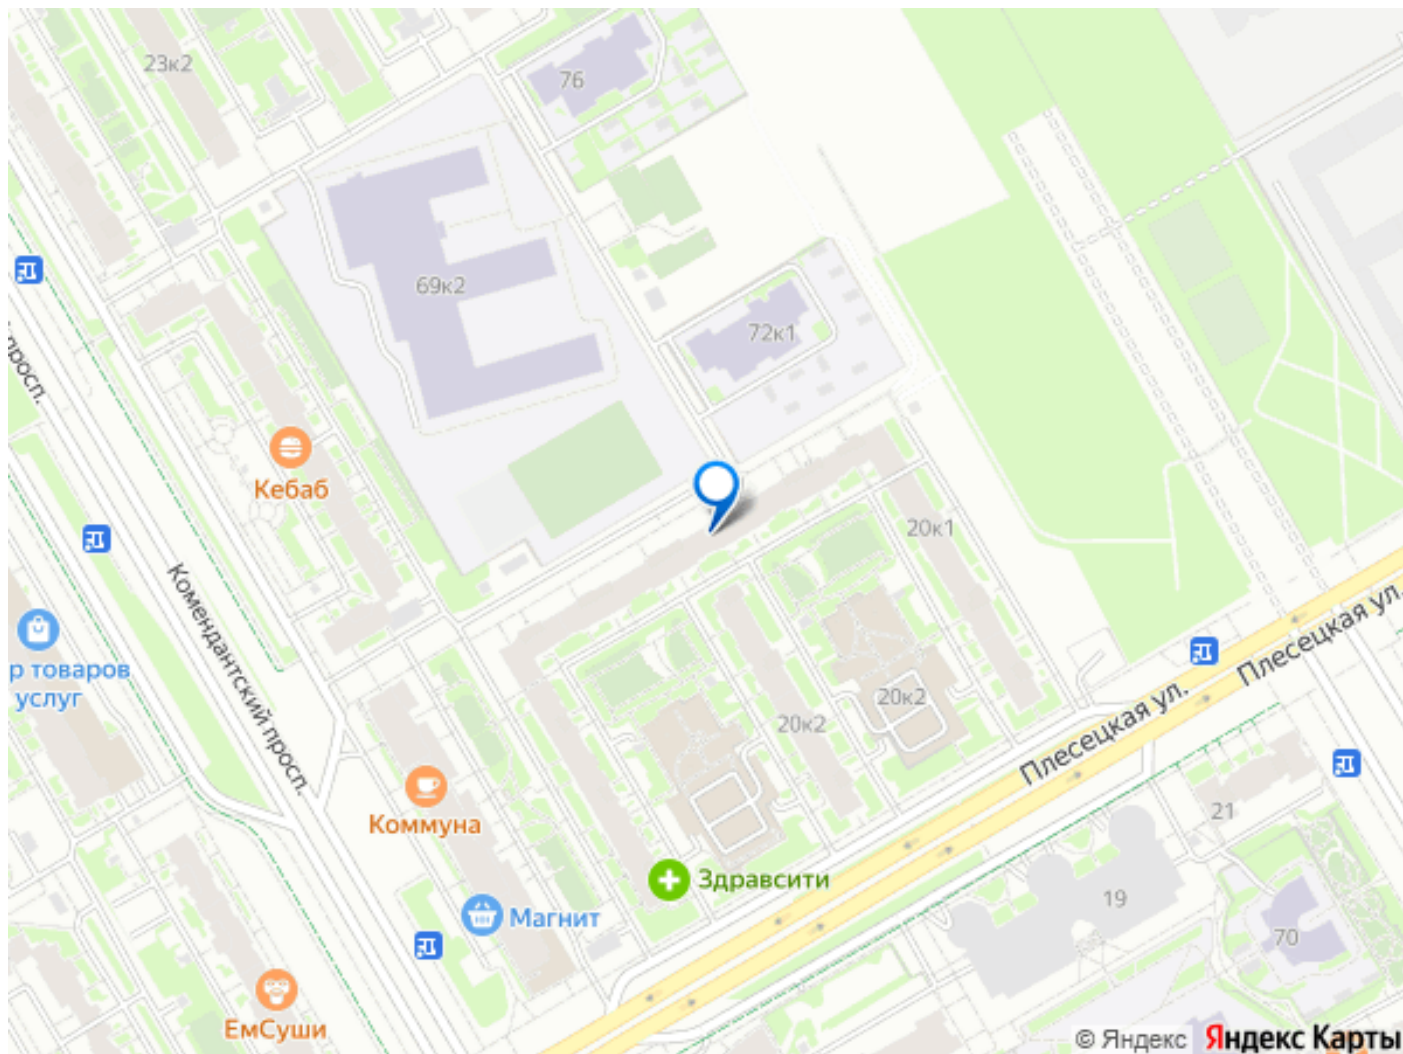 23к2
76
69к2
72к1
просп.
Кебаб
20к1
Комендантский просп.
р товаров
услуг
Плесецкая ул.
Плесецкая ул.
20к2
20к2
Коммуна
21
Здравсити
19
Магнит
70
ЕмСуши
© Яндекс Яндекс Карты